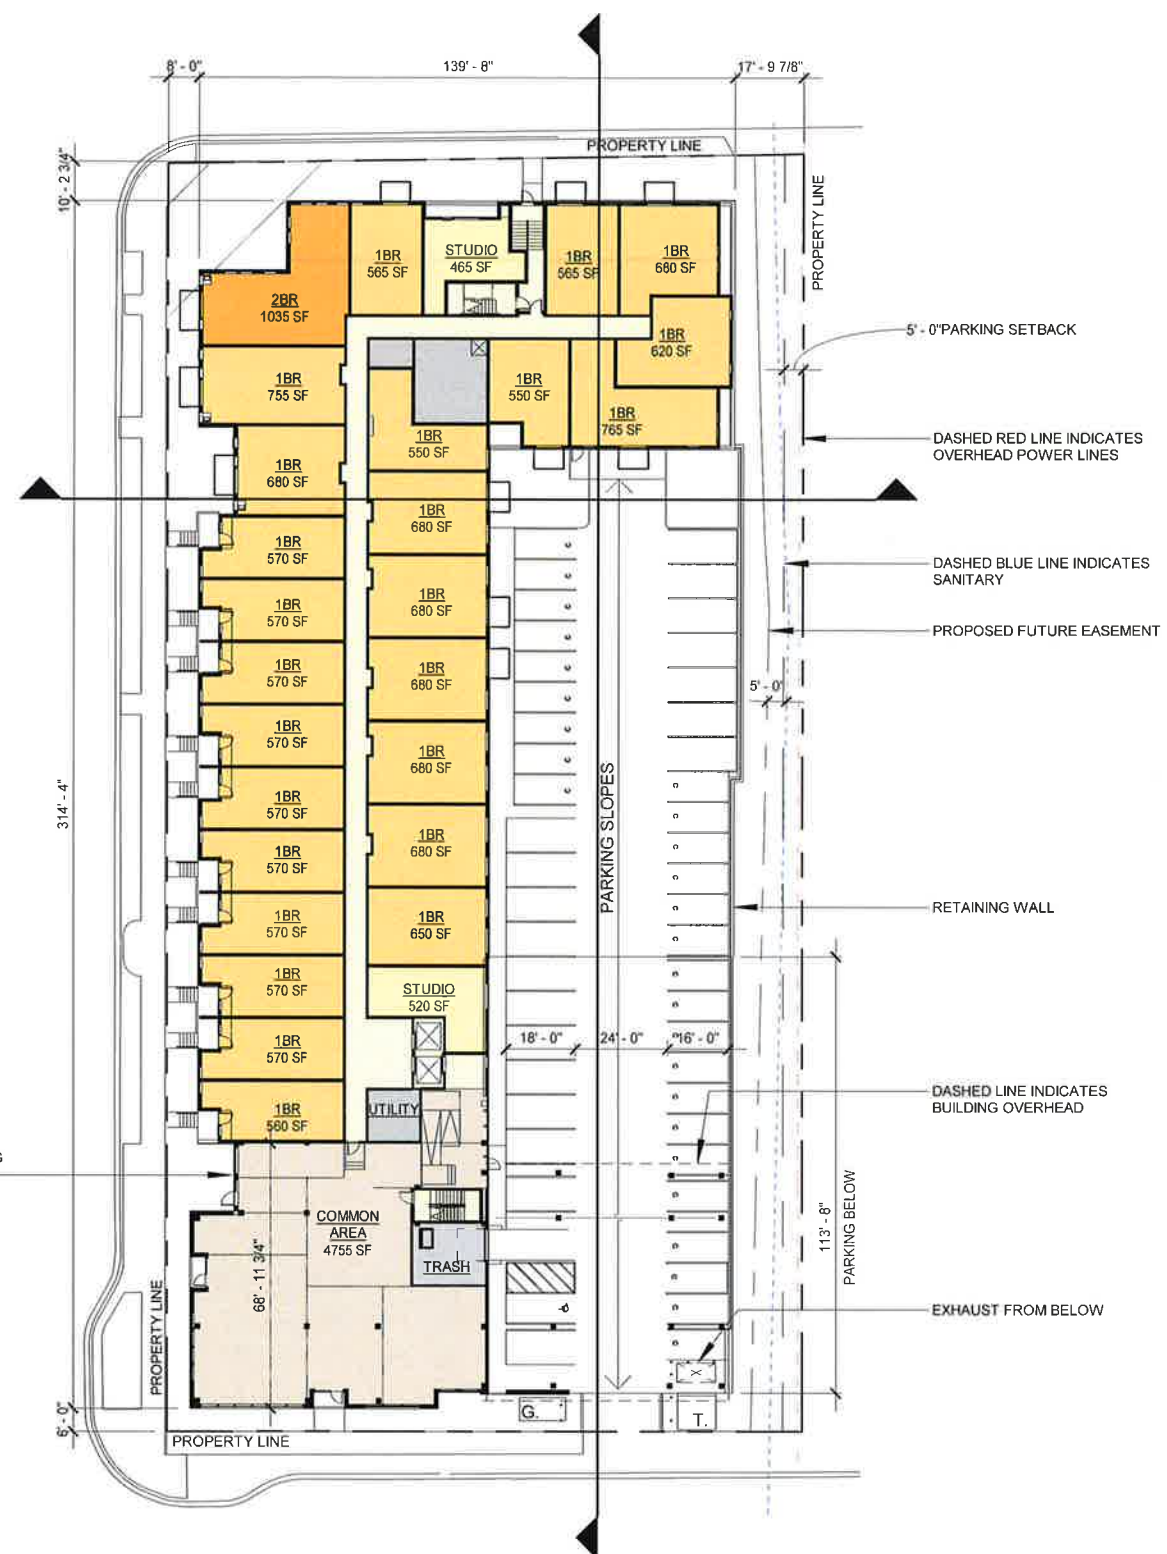 8' - 0"
139' - 8"
17' - 9 7/8"
PROPERTY LINE
10' - 2 3/4"
PROPERTY LINE
1BR
565 SF
STUDIO
465 SF
1BR
565 SF
1BR
680 SF
2BR
1035 SF
1BR
620 SF
5' - 0"PARKING SETBACK
1BR
755 SF
1BR
550 SF
1BR
765 SF
1BR
550 SF
DASHED RED LINE INDICATES
OVERHEAD POWER LINES
1BR
680 SF
1BR
680 SF
1BR
570 SF
DASHED BLUE LINE INDICATES
SANITARY
1BR
680 SF
1BR
570 SF
PROPOSED FUTURE EASEMENT
1BR
570 SF
1BR
680 SF
5' - 0"
1BR
570 SF
1BR
680 SF
314' - 4"
1BR
570 SF
PARKING SLOPES
1BR
680 SF
1BR
570 SF
1BR
570 SF
1BR
650 SF
RETAINING WALL
1BR
570 SF
STUDIO
520 SF
1BR
570 SF
18' - 0"
24' - 0"
16' - 0"
1BR
560 SF
UTILITY
DASHED LINE INDICATES
BUILDING OVERHEAD
S
COMMON
AREA
4755 SF
68' - 11 3/4"
TRASH
113' - 8"
PARKING BELOW
EXHAUST FROM BELOW
PROPERTY LINE
X
G.
T.
6' - 0"
PROPERTY LINE